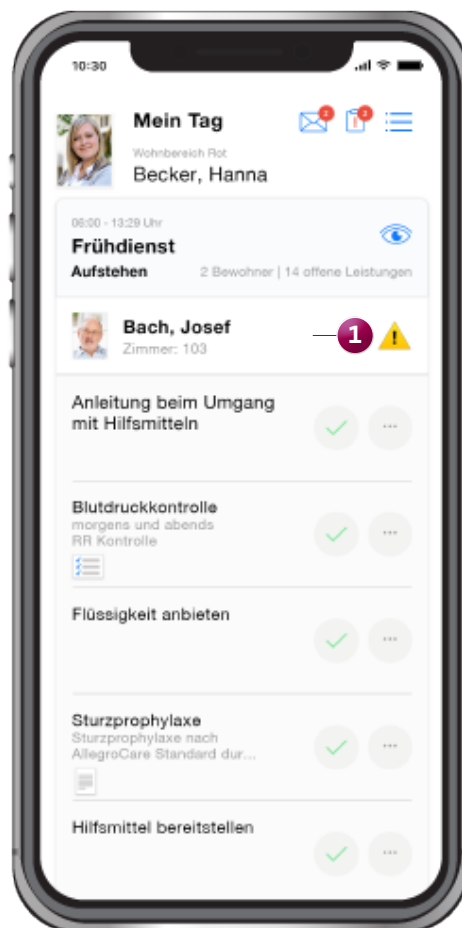 10:30
Mein Tag
2
2
Wohnbereich Rot
Becker, Hanna
06:00 - 13:29 Uhr
Frühdienst
Aufstehen
2 Bewohner | 14 offene Leistungen
Bach, Josef
Zimmer: 103
1
Anleitung beim Umgang
mit Hilfsmitteln
Blutdruckkontrolle
morgens und abends
RR Kontrolle
Flüssigkeit anbieten
Sturzprophylaxe
Sturzprophylaxe nach
AllegroCare Standard dur...
Hilfsmittel bereitstellen